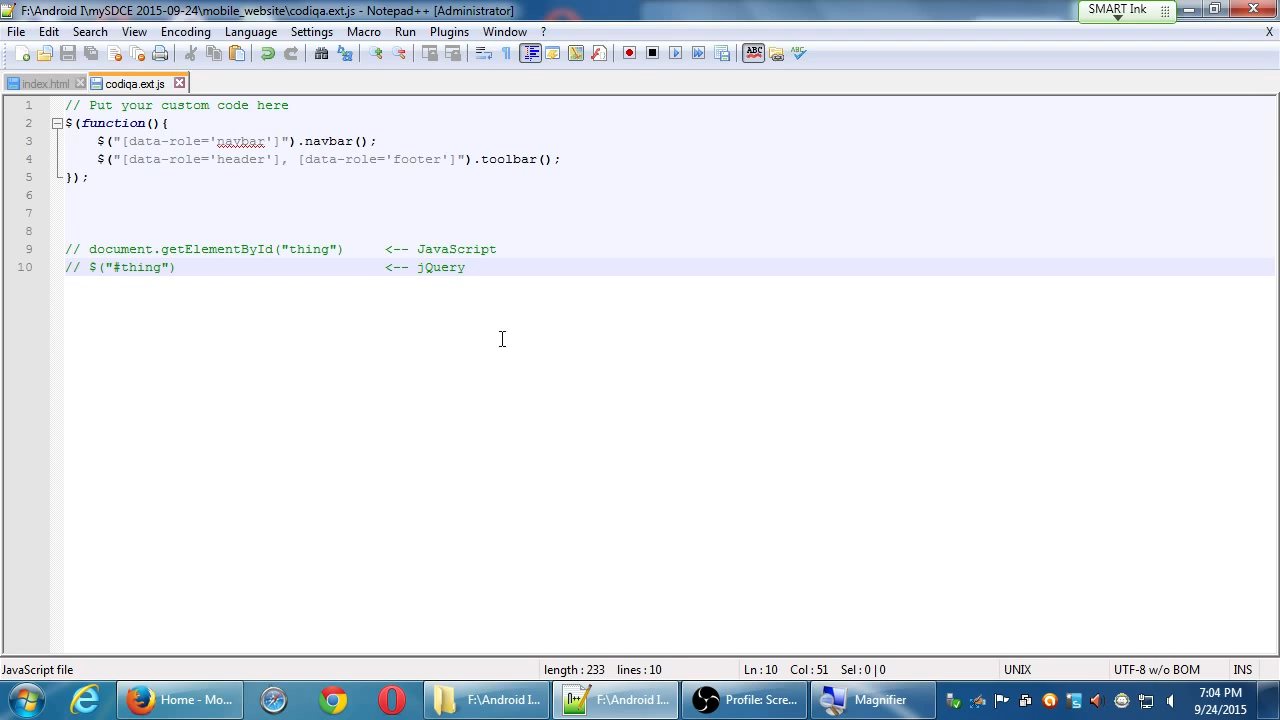 F:\Android I\mySDCE 2015-09-24\mobile_website\codiqa.ext.js - Notepad++ [Administrator]
SMART Ink
File Edit Search View Encoding Language Settings Macro Run Plugins Window ? X
index.html codiqa.ext.js
1 // Put your custom code here
2 $(function(){
3 $("[data-role='navbar']").navbar();
4 $("[data-role='header'], [data-role='footer']").toolbar();
5 });
6
7
8
9 // document.getElementById("thing") <-- JavaScript
10 // $("#thing") <-- jQuery
JavaScript file length : 233 lines : 10 Ln : 10 Col : 51 Sel : 0 | 0 UNIX UTF-8 w/o BOM INS
Home - Mo... F:\Android I... F:\Android I... Profile: Scre... Magnifier
7:04 PM
9/24/2015